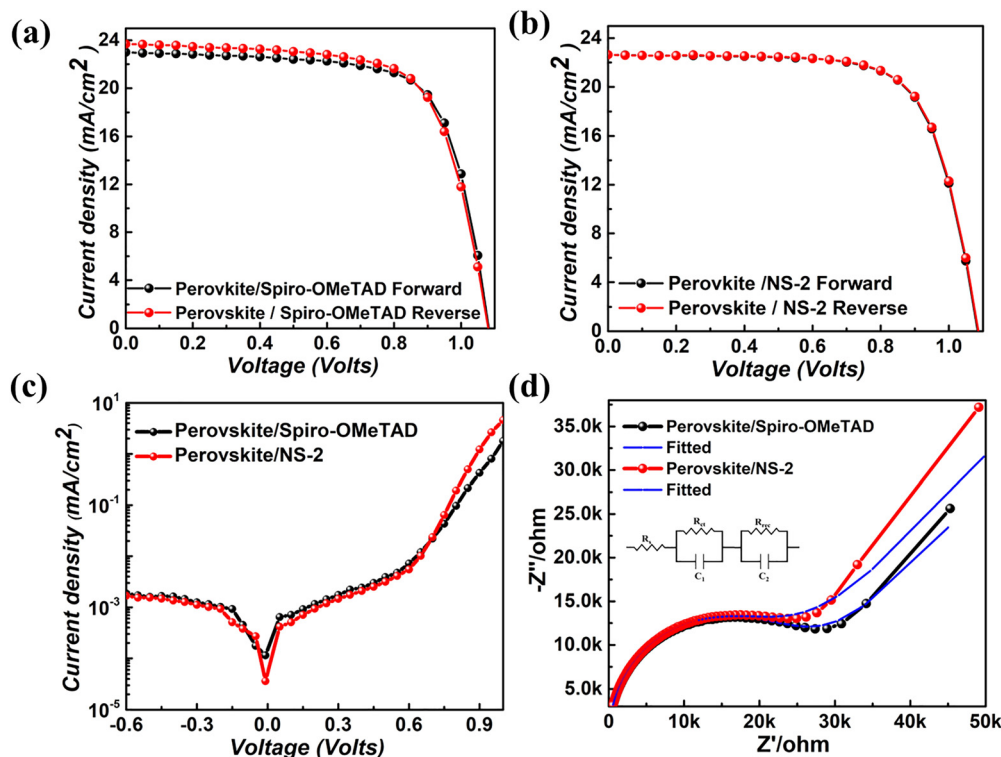 (a)
Current density (mA/cm²)
28
24
20
16
12
8
4
0
Perovkite/Spiro-OMeTAD Forward
Perovskite / Spiro-OMeTAD Reverse
0.0 0.2 0.4 0.6 0.8 1.0
Voltage (Volts)
(b)
Current density (mA/cm²)
24
20
16
12
8
4
0
Perovkite /NS-2 Forward
Perovskite / NS-2 Reverse
0.0 0.2 0.4 0.6 0.8 1.0
Voltage (Volts)
(c)
Current density (mA/cm²)
10¹
10⁻¹
10⁻³
10⁻⁵
Perovskite/Spiro-OMeTAD
Perovskite/NS-2
-0.6 -0.3 0.0 0.3 0.6 0.9
Voltage (Volts)
(d)
-Z''/ohm
35.0k
30.0k
25.0k
20.0k
15.0k
10.0k
5.0k
Perovskite/Spiro-OMeTAD
Fitted
Perovskite/NS-2
Fitted
Rs Rct Rrec
C₁ C₂
10k 20k 30k 40k 50k
Z'/ohm